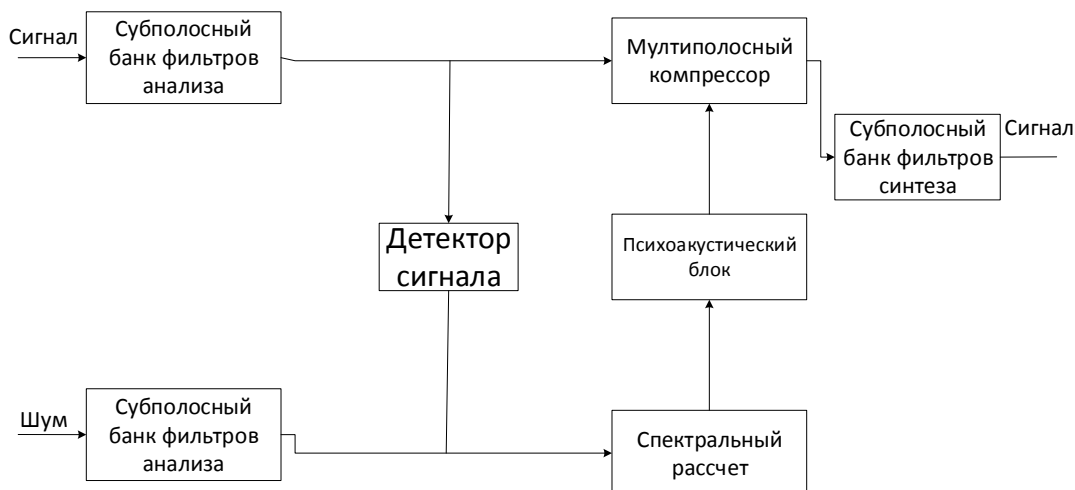 Сигнал
Субполосный
банк фильтров
анализа
Мултиполосный
компрессор
Субполосный
банк фильтров
синтеза
Сигнал
Детектор
сигнала
Психоакустический
блок
Шум
Субполосный
банк фильтров
анализа
Спектральный
рассчет